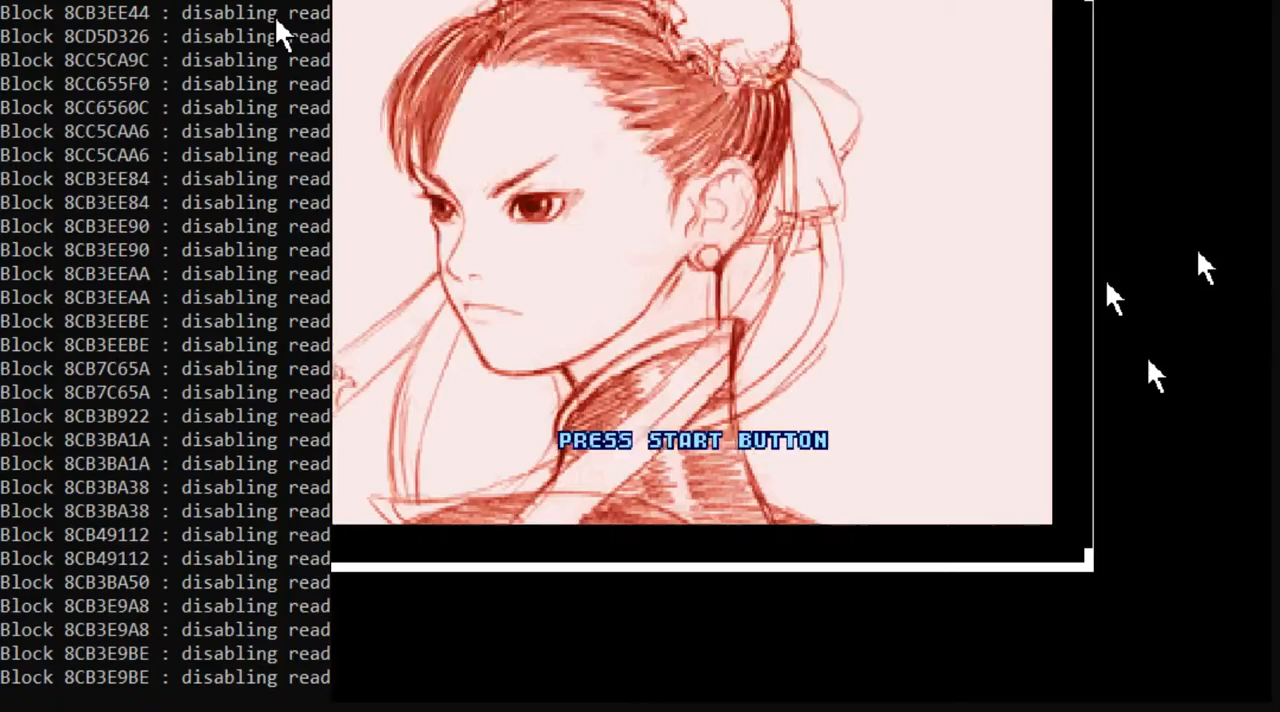 Block 8CB3EE44 : disabling read
Block 8CD5D326 : disabling read
Block 8CC5CA9C : disabling read
Block 8CC655F0 : disabling read
Block 8CC6560C : disabling read
Block 8CC5CAA6 : disabling read
Block 8CC5CAA6 : disabling read
Block 8CB3EE84 : disabling read
Block 8CB3EE84 : disabling read
Block 8CB3EE90 : disabling read
Block 8CB3EE90 : disabling read
Block 8CB3EEAA : disabling read
Block 8CB3EEAA : disabling read
Block 8CB3EEBE : disabling read
Block 8CB3EEBE : disabling read
Block 8CB7C65A : disabling read
Block 8CB7C65A : disabling read
Block 8CB3B922 : disabling read
Block 8CB3BA1A : disabling read
Block 8CB3BA1A : disabling read
Block 8CB3BA38 : disabling read
Block 8CB3BA38 : disabling read
Block 8CB49112 : disabling read
Block 8CB49112 : disabling read
Block 8CB3BA50 : disabling read
Block 8CB3E9A8 : disabling read
Block 8CB3E9A8 : disabling read
Block 8CB3E9BE : disabling read
Block 8CB3E9BE : disabling read
PRESS START BUTTON